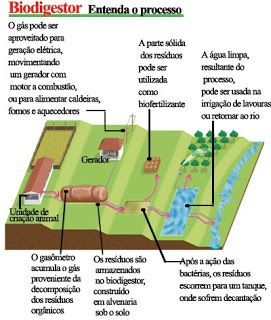 Biodigestor Entenda o processo
O gás pode ser
aproveitado para
geração elétrica,
movimentando
um gerador com
motor a combustão,
ou para alimentar caldeiras,
fornos e aquecedores
A parte sólida
dos resíduos
pode ser
utilizada
como
biofertilizante
A água limpa,
resultante do
processo,
pode ser usada na
irrigação de lavouras
ou retornar ao rio
Gerador
Unidade de
criação animal
O gasômetro
acumula o gás
proveniente da
decomposição
dos resíduos
orgânicos
Os resíduos são
armazenados
no biodigestor,
construído
em alvenaria
sob o solo
Após a ação das
bactérias, os resíduos
escorrem para um tanque,
onde sofrem decantação